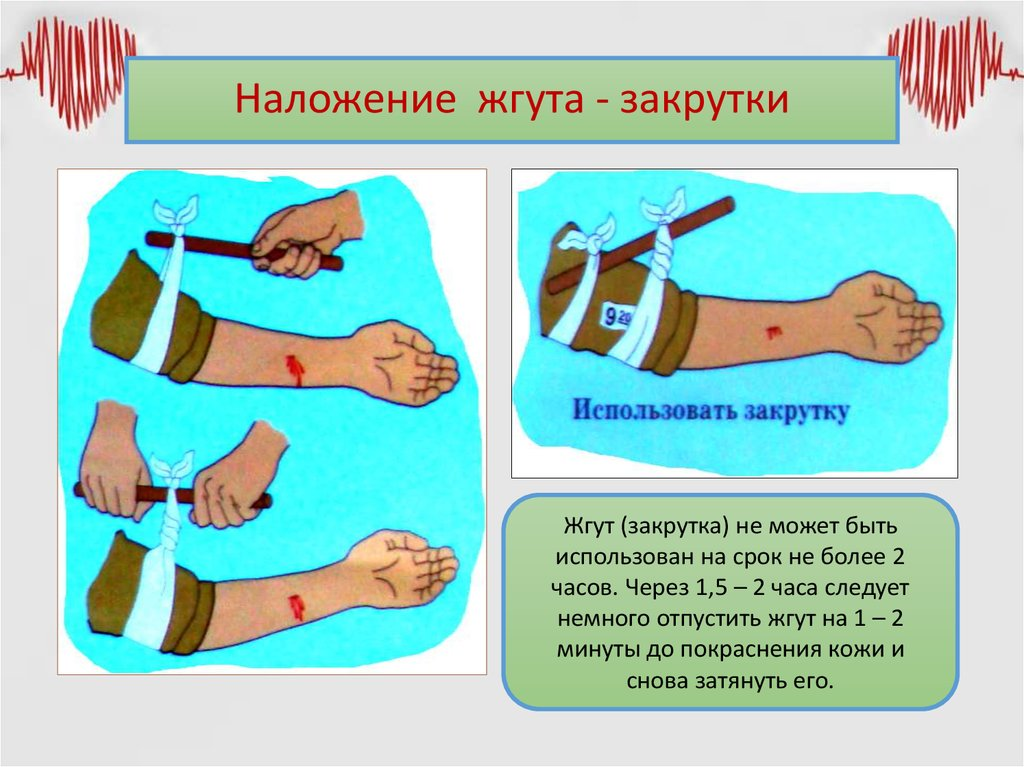 Наложение жгута - закрутки
9 20
Использовать закрутку
Жгут (закрутка) не может быть
использован на срок не более 2
часов. Через 1,5 – 2 часа следует
немного отпустить жгут на 1 – 2
минуты до покраснения кожи и
снова затянуть его.